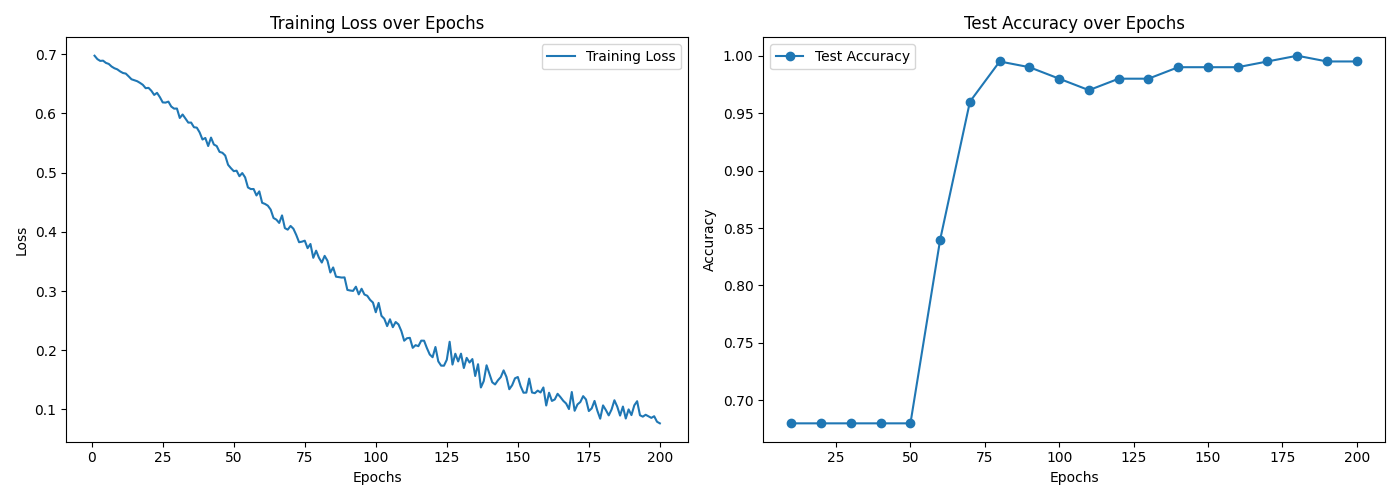 Training Loss over Epochs
Training Loss
Loss
0.7
0.6
0.5
0.4
0.3
0.2
0.1
0 25 50 75 100 125 150 175 200
Epochs
Test Accuracy over Epochs
Test Accuracy
Accuracy
1.00
0.95
0.90
0.85
0.80
0.75
0.70
25 50 75 100 125 150 175 200
Epochs